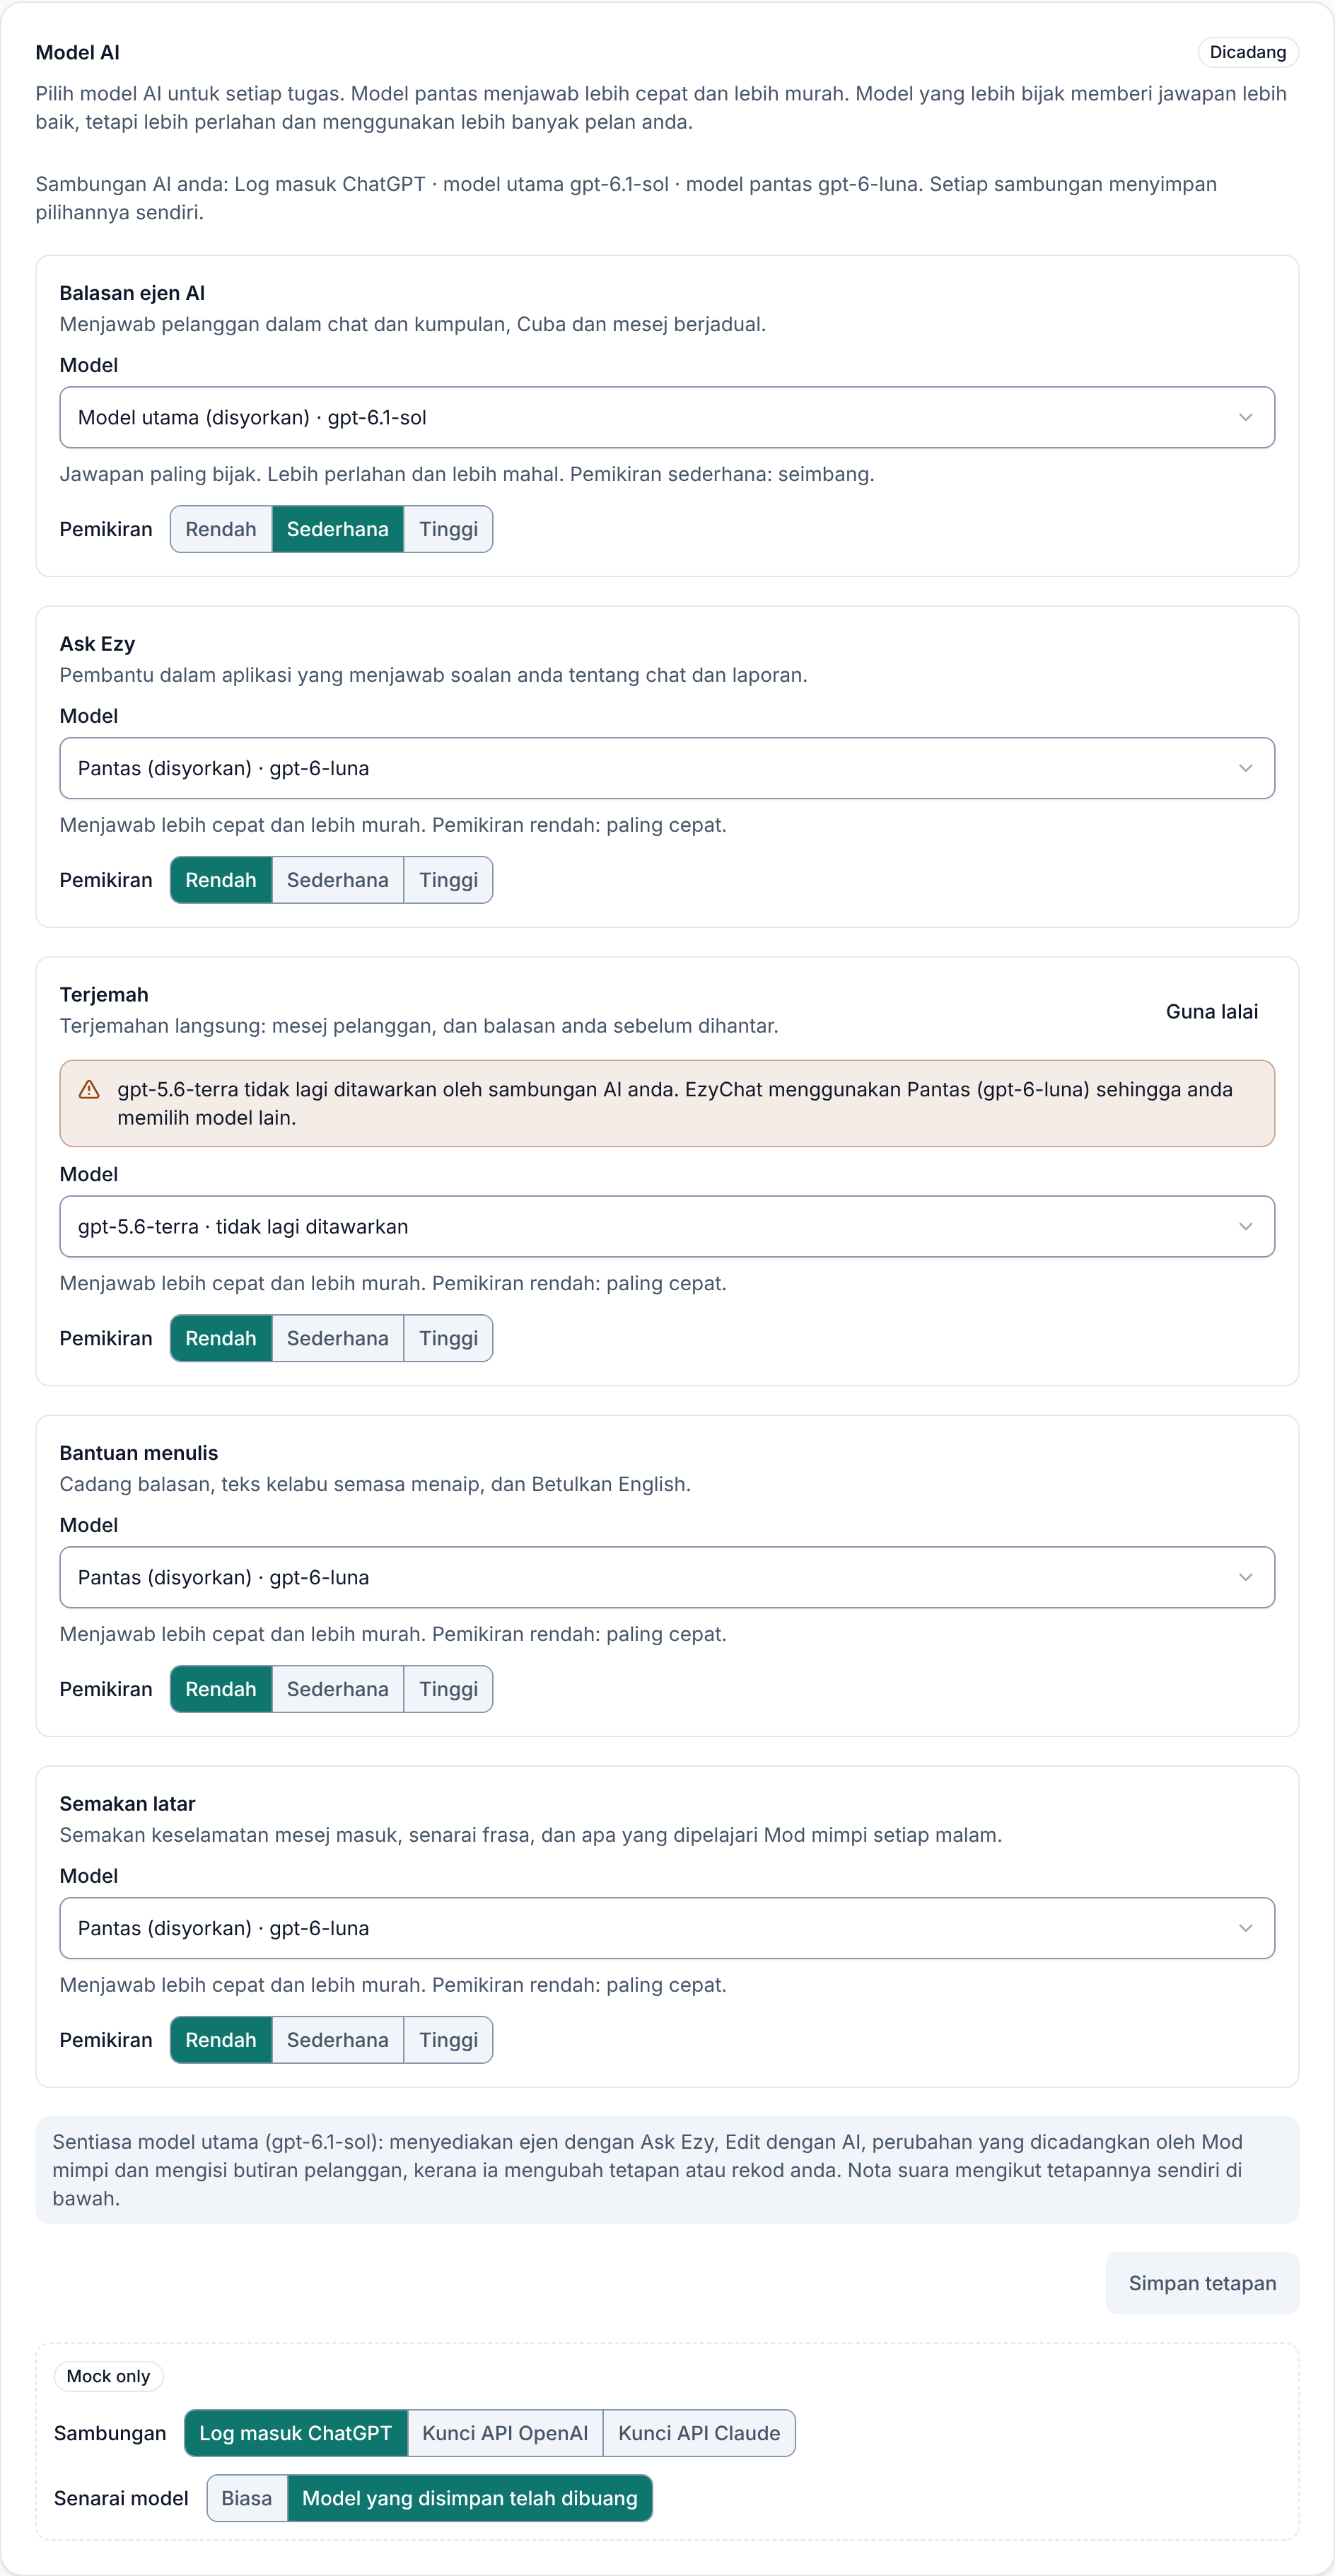 Model AI
Dicadang
Pilih model AI untuk setiap tugas. Model pantas menjawab lebih cepat dan lebih murah. Model yang lebih bijak memberi jawapan lebih
baik, tetapi lebih perlahan dan menggunakan lebih banyak pelan anda.
Sambungan AI anda: Log masuk ChatGPT · model utama gpt-6.1-sol · model pantas gpt-6-luna. Setiap sambungan menyimpan
pilihannya sendiri.
Balasan ejen AI
Menjawab pelanggan dalam chat dan kumpulan, Cuba dan mesej berjadual.
Model
Model utama (disyorkan) · gpt-6.1-sol
Jawapan paling bijak. Lebih perlahan dan lebih mahal. Pemikiran sederhana: seimbang.
Pemikiran Rendah Sederhana Tinggi
Ask Ezy
Pembantu dalam aplikasi yang menjawab soalan anda tentang chat dan laporan.
Model
Pantas (disyorkan) · gpt-6-luna
Menjawab lebih cepat dan lebih murah. Pemikiran rendah: paling cepat.
Pemikiran Rendah Sederhana Tinggi
Terjemah
Terjemahan langsung: mesej pelanggan, dan balasan anda sebelum dihantar.
Guna lalai
gpt-5.6-terra tidak lagi ditawarkan oleh sambungan AI anda. EzyChat menggunakan Pantas (gpt-6-luna) sehingga anda
memilih model lain.
Model
gpt-5.6-terra · tidak lagi ditawarkan
Menjawab lebih cepat dan lebih murah. Pemikiran rendah: paling cepat.
Pemikiran Rendah Sederhana Tinggi
Bantuan menulis
Cadang balasan, teks kelabu semasa menaip, dan Betulkan English.
Model
Pantas (disyorkan) · gpt-6-luna
Menjawab lebih cepat dan lebih murah. Pemikiran rendah: paling cepat.
Pemikiran Rendah Sederhana Tinggi
Semakan latar
Semakan keselamatan mesej masuk, senarai frasa, dan apa yang dipelajari Mod mimpi setiap malam.
Model
Pantas (disyorkan) · gpt-6-luna
Menjawab lebih cepat dan lebih murah. Pemikiran rendah: paling cepat.
Pemikiran Rendah Sederhana Tinggi
Sentiasa model utama (gpt-6.1-sol): menyediakan ejen dengan Ask Ezy, Edit dengan AI, perubahan yang dicadangkan oleh Mod
mimpi dan mengisi butiran pelanggan, kerana ia mengubah tetapan atau rekod anda. Nota suara mengikut tetapannya sendiri di
bawah.
Simpan tetapan
Mock only
Sambungan Log masuk ChatGPT Kunci API OpenAI Kunci API Claude
Senarai model Biasa Model yang disimpan telah dibuang